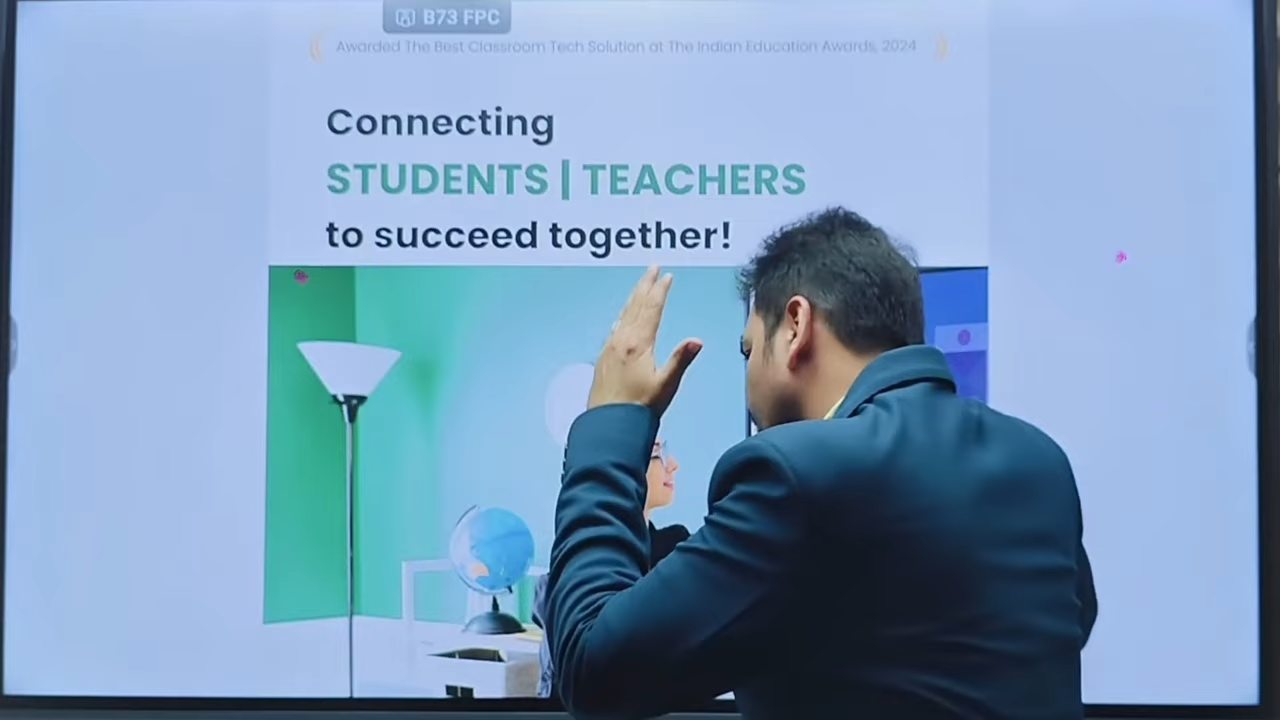 B73 FPC
Awarded The Best Classroom Tech Solution at The Indian Education Awards, 2024
Connecting
STUDENTS | TEACHERS
to succeed together!